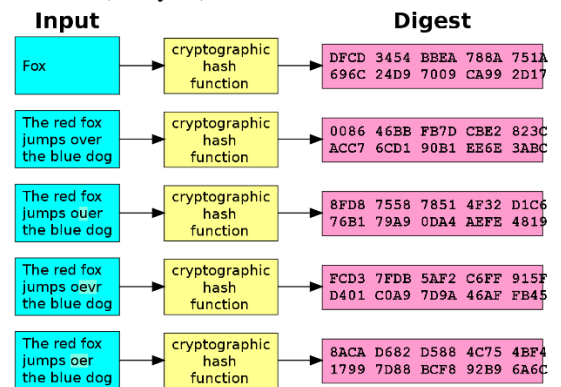 Input Digest
Fox
cryptographic
hash
function
DFCD 3454 BBEA 788A 751A
696C 24D9 7009 CA99 2D17
The red fox
jumps over
the blue dog
cryptographic
hash
function
0086 46BB FB7D CBE2 823C
ACC7 6CD1 90B1 EE6E 3ABC
The red fox
jumps ouer
the blue dog
cryptographic
hash
function
8FD8 7558 7851 4F32 D1C6
76B1 79A9 0DA4 AEFE 4819
The red fox
jumps oevr
the blue dog
cryptographic
hash
function
FCD3 7FDB 5AF2 C6FF 915F
D401 C0A9 7D9A 46AF FB45
The red fox
jumps oer
the blue dog
cryptographic
hash
function
8ACA D682 D588 4C75 4BF4
1799 7D88 BCF8 92B9 6A6C